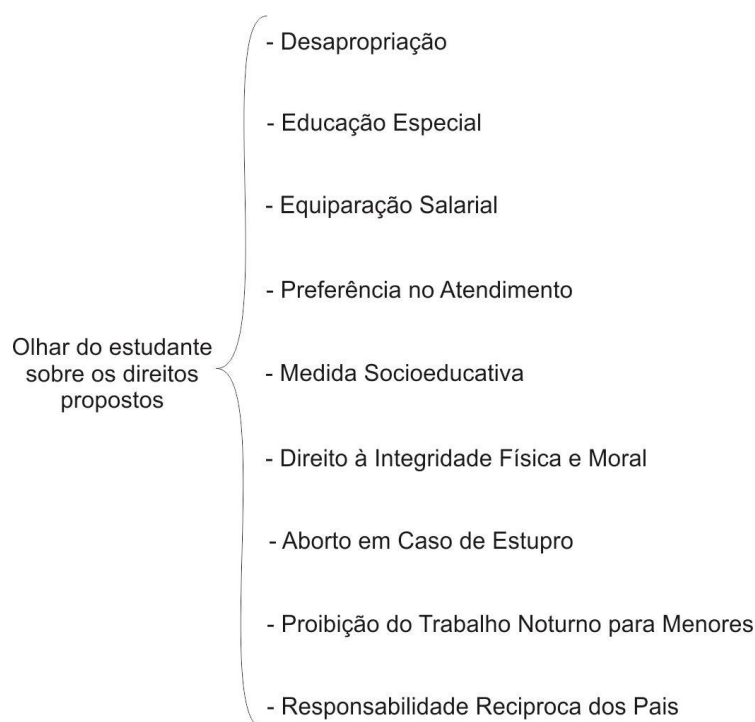 - Desapropriação
- Educação Especial
- Equiparação Salarial
- Preferência no Atendimento
Olhar do estudante
sobre os direitos
propostos
- Medida Socioeducativa
- Direito à Integridade Física e Moral
- Aborto em Caso de Estupro
- Proibição do Trabalho Noturno para Menores
- Responsabilidade Reciproca dos Pais